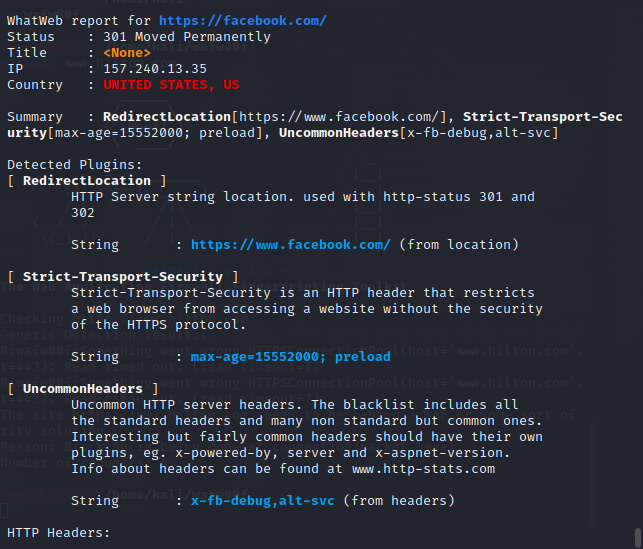 WhatWeb report for https://facebook.com/
Status    : 301 Moved Permanently
Title     : <None>
IP        : 157.240.13.35
Country   : UNITED STATES, US
Summary   : RedirectLocation[https://www.facebook.com/], Strict-Transport-Sec
urity[max-age=15552000; preload], UncommonHeaders[x-fb-debug,alt-svc]
Detected Plugins:
[ RedirectLocation ]
HTTP Server string location. used with http-status 301 and
302
String       : https://www.facebook.com/ (from location)
[ Strict-Transport-Security ]
Strict-Transport-Security is an HTTP header that restricts
a web browser from accessing a website without the security
of the HTTPS protocol.
String       : max-age=15552000; preload
[ UncommonHeaders ]
Uncommon HTTP server headers. The blacklist includes all
the standard headers and many non standard but common ones.
Interesting but fairly common headers should have their own
plugins, eg. x-powered-by, server and x-aspnet-version.
Info about headers can be found at www.http-stats.com
String       : x-fb-debug,alt-svc (from headers)
HTTP Headers: